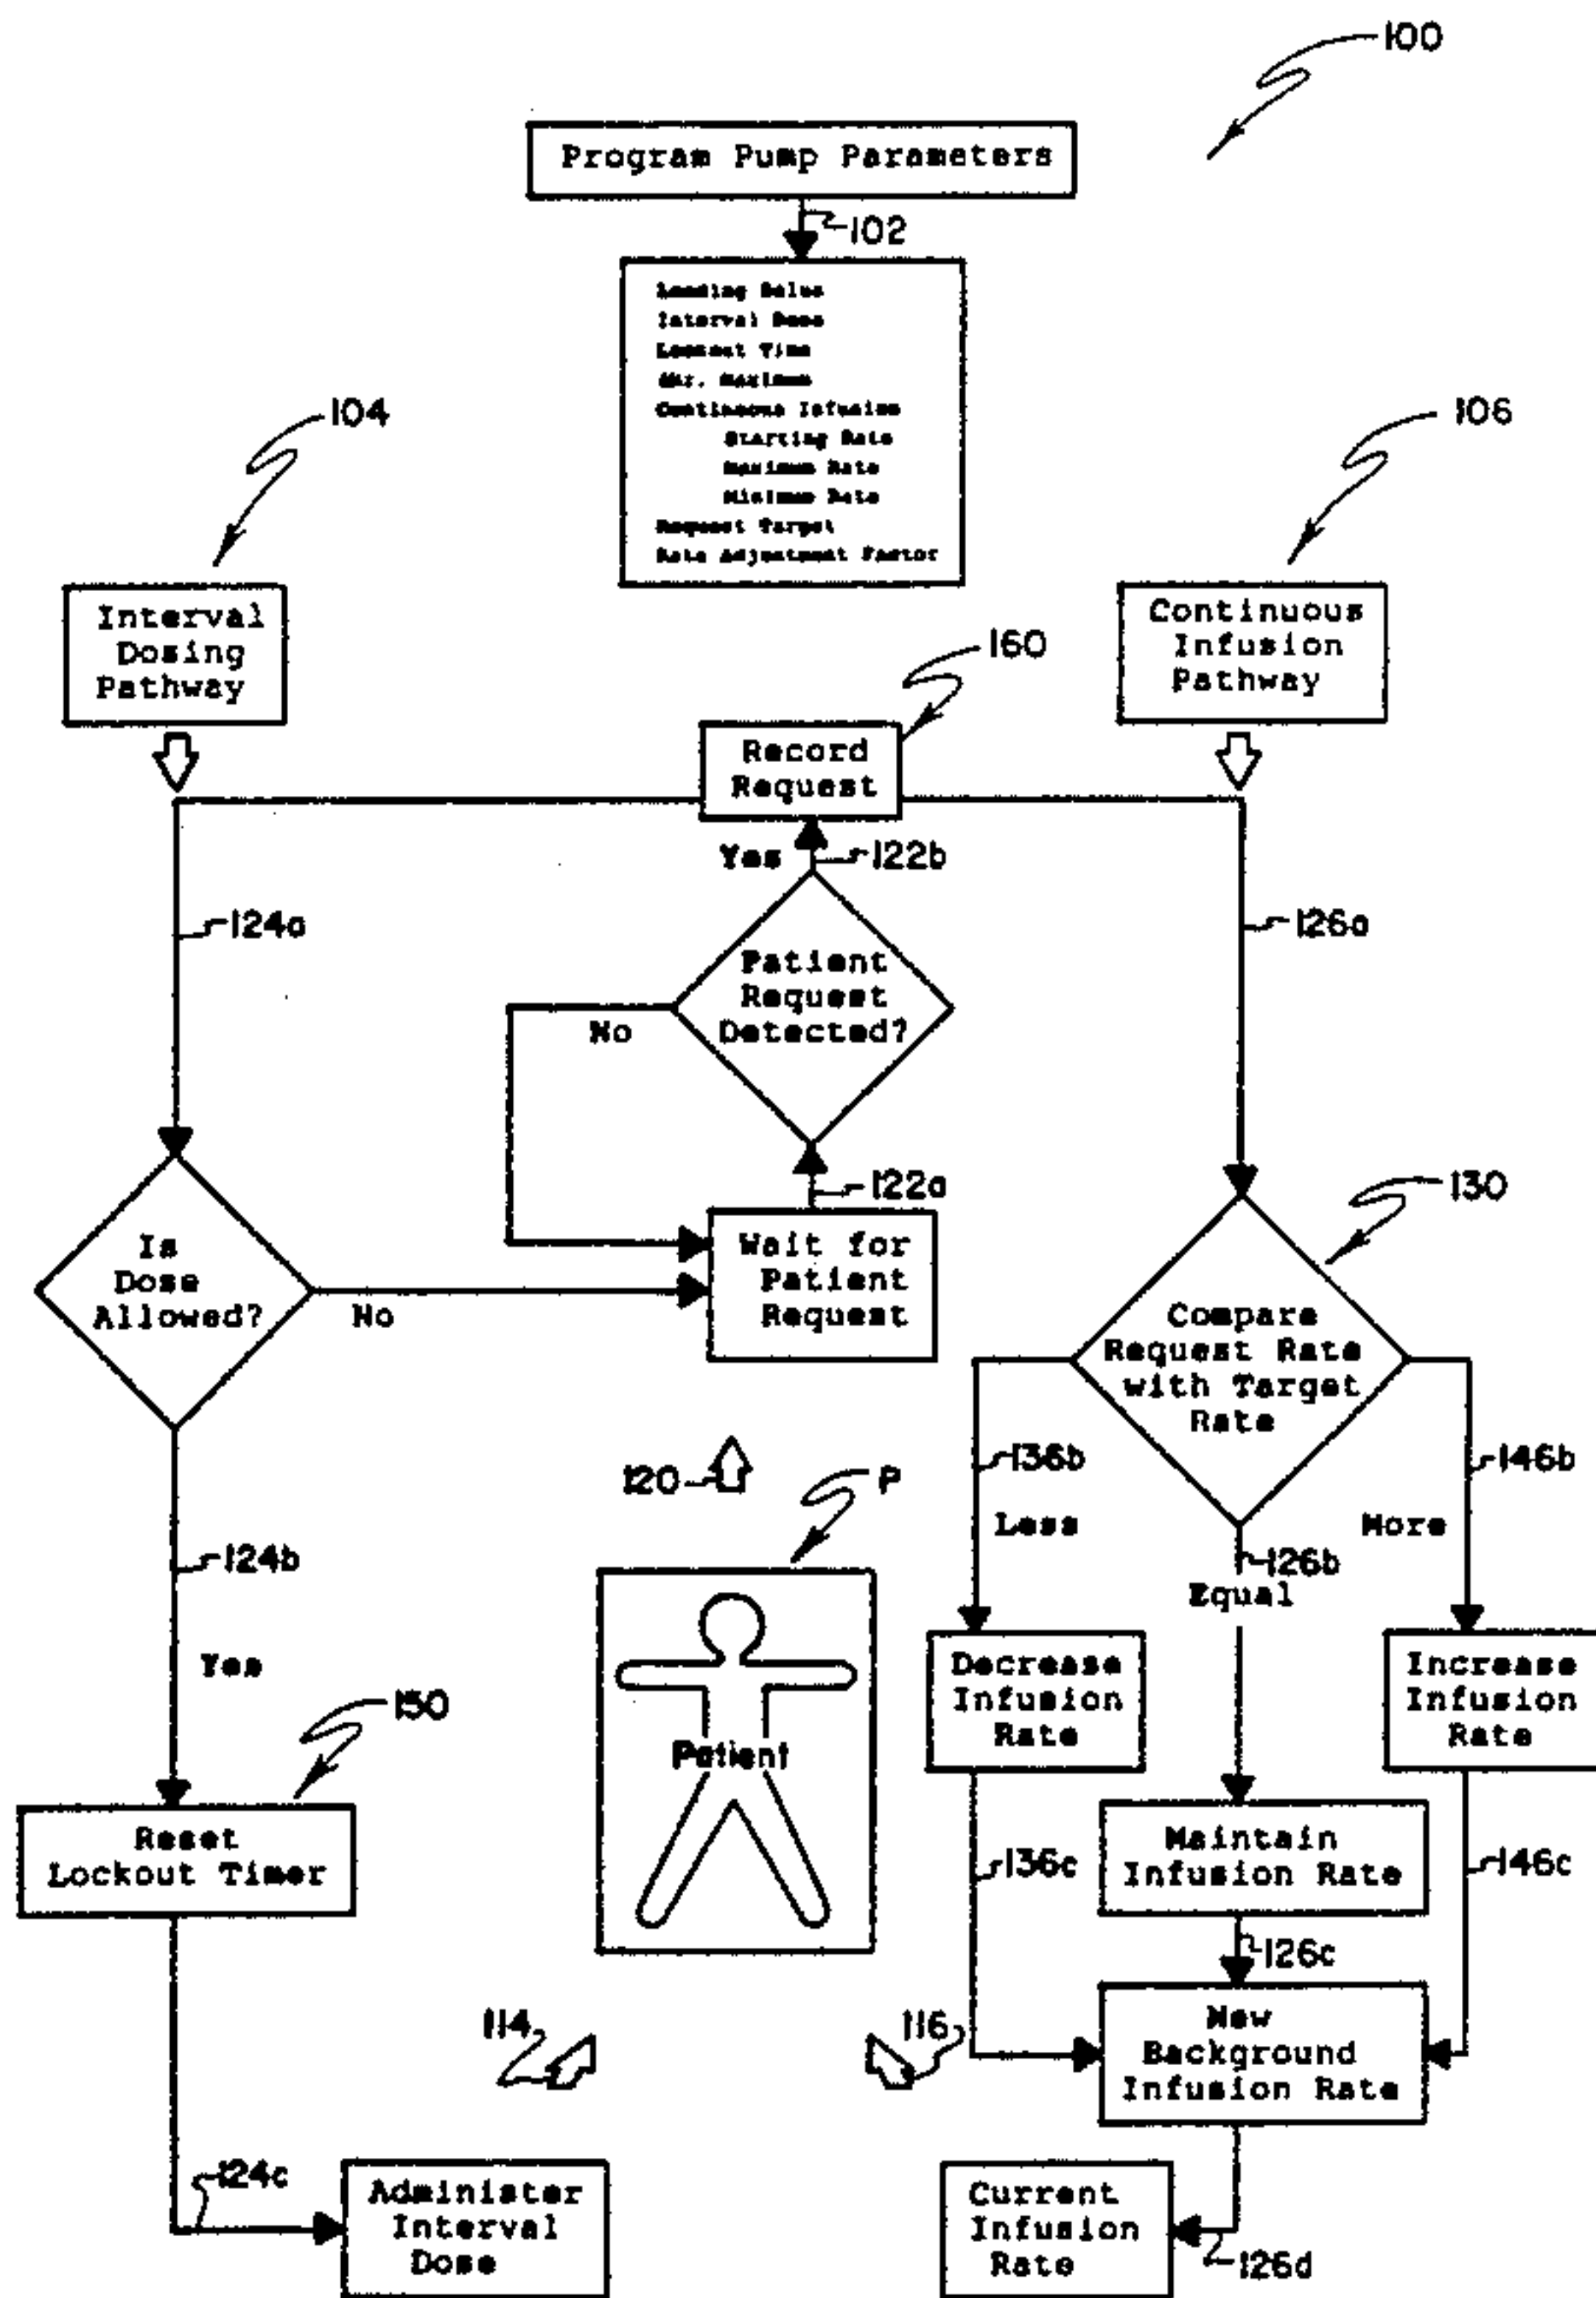 100
Program Pump Parameters
102
Loading Bolus
Interval Dose
Lockout Time
4Hr. Maximum
Continuous Infusion
Starting Rate
Maximum Rate
Minimum Rate
Request Target
Rate Adjustment Factor
104
106
Interval
Dosing
Pathway
Continuous
Infusion
Pathway
160
Record
Request
Yes
122b
124a
126a
Patient
Request
Detected?
No
122a
130
Is
Dose
Allowed?
No
Wait for
Patient
Request
Compare
Request Rate
with Target
Rate
136b
146b
120
P
Less
More
124b
126b
Equal
Yes
150
Decrease
Infusion
Rate
Increase
Infusion
Rate
Patient
Reset
Lockout Timer
Maintain
Infusion Rate
136c
146c
126c
114
116
New
Background
Infusion Rate
124c
Administer
Interval
Dose
Current
Infusion
Rate
126d